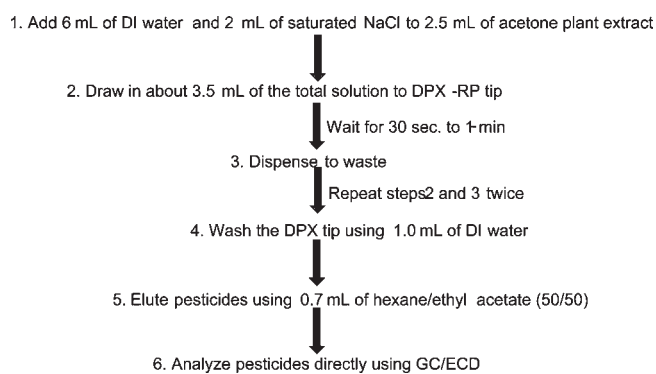 1. Add 6 mL of DI water and 2 mL of saturated NaCl to 2.5 mL of acetone plant extract
2. Draw in about 3.5 mL of the total solution to DPX -RP tip
Wait for 30 sec. to 1-min
3. Dispense to waste
Repeat steps2 and 3 twice
4. Wash the DPX tip using 1.0 mL of DI water
5. Elute pesticides using 0.7 mL of hexane/ethyl acetate (50/50)
6. Analyze pesticides directly using GC/ECD